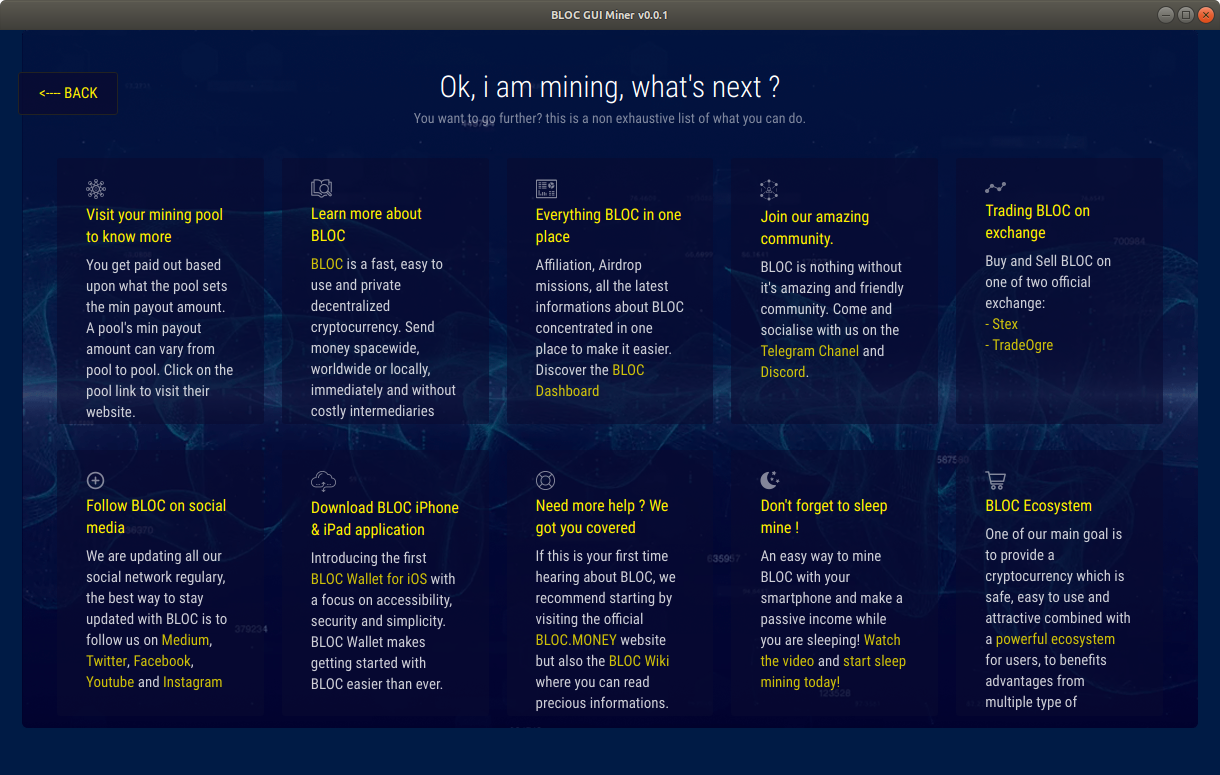 BLOC GUI Miner v0.0.1
<---- BACK
Ok, i am mining, what's next ?
You want to go further? this is a non exhaustive list of what you can do.
Visit your mining pool
to know more
You get paid out based
upon what the pool sets
the min payout amount.
A pool's min payout
amount can vary from
pool to pool. Click on the
pool link to visit their
website.
Learn more about
BLOC
BLOC is a fast, easy to
use and private
decentralized
cryptocurrency. Send
money spacewide,
worldwide or locally,
immediately and without
costly intermediaries
Everything BLOC in one
place
Affiliation, Airdrop
missions, all the latest
informations about BLOC
concentrated in one
place to make it easier.
Discover the BLOC
Dashboard
Join our amazing
community.
BLOC is nothing without
it's amazing and friendly
community. Come and
socialise with us on the
Telegram Chanel and
Discord.
Trading BLOC on
exchange
Buy and Sell BLOC on
one of two official
exchange:
- Stex
- TradeOgre
700984
Follow BLOC on social
media
We are updating all our
social network regulary,
the best way to stay
updated with BLOC is to
follow us on Medium,
Twitter, Facebook,
Youtube and Instagram
379234
Download BLOC iPhone
& iPad application
Introducing the first
BLOC Wallet for iOS with
a focus on accessibility,
security and simplicity.
BLOC Wallet makes
getting started with
BLOC easier than ever.
Need more help ? We
got you covered
If this is your first time
hearing about BLOC, we
recommend starting by
visiting the official
BLOC.MONEY website
but also the BLOC Wiki
where you can read
precious informations.
635957
Don't forget to sleep
mine !
An easy way to mine
BLOC with your
smartphone and make a
passive income while
you are sleeping! Watch
the video and start sleep
mining today!
123828
BLOC Ecosystem
One of our main goal is
to provide a
cryptocurrency which is
safe, easy to use and
attractive combined with
a powerful ecosystem
for users, to benefits
advantages from
multiple type of